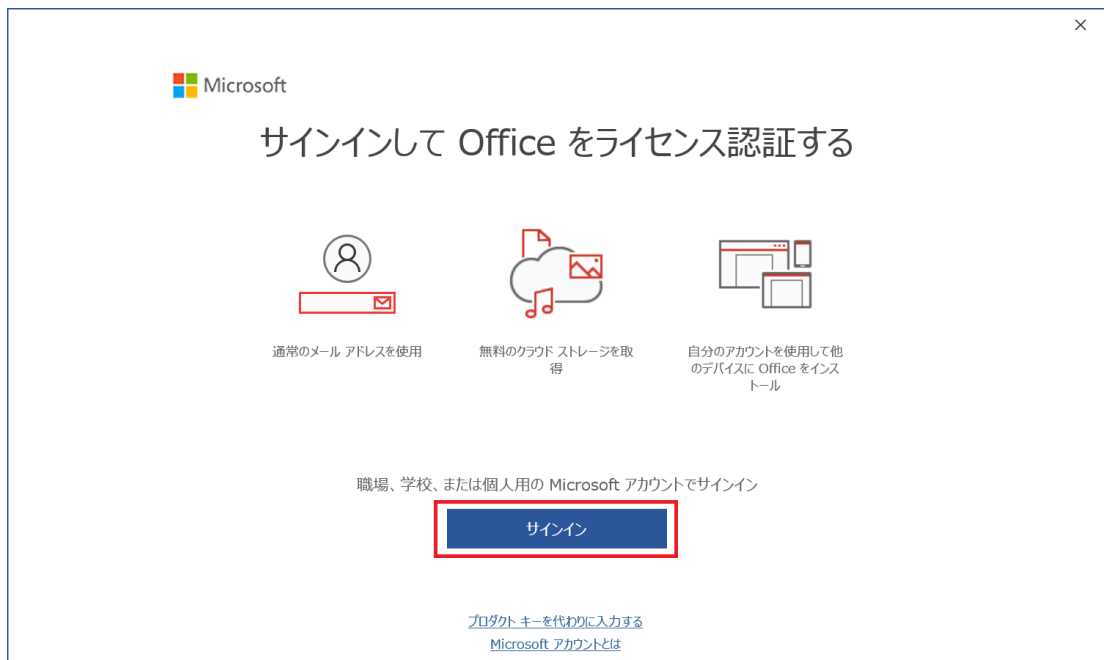 Microsoft
サインインして Office をライセンス認証する
通常のメール アドレスを使用
無料のクラウド ストレージを取
得
自分のアカウントを使用して他
のデバイスに Office をインス
トール
職場、学校、または個人用の Microsoft アカウントでサインイン
サインイン
プロダクト キーを代わりに入力する
Microsoft アカウントとは